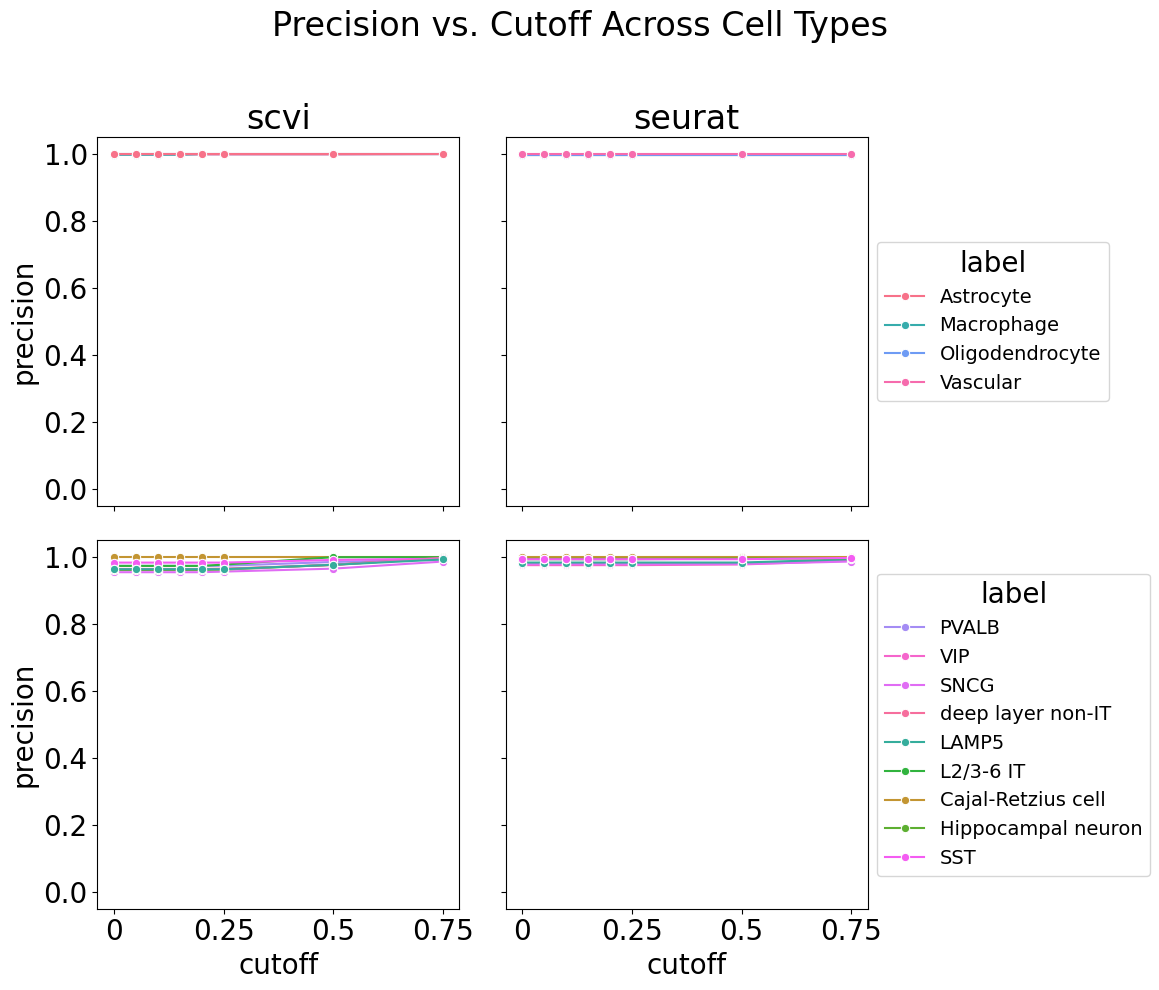 Precision vs. Cutoff Across Cell Types
scvi
seurat
precision
1.0
0.8
0.6
0.4
0.2
0.0
label
Astrocyte
Macrophage
Oligodendrocyte
Vascular
precision
1.0
0.8
0.6
0.4
0.2
0.0
0 0.25 0.5 0.75
cutoff
0 0.25 0.5 0.75
cutoff
label
PVALB
VIP
SNCG
deep layer non-IT
LAMP5
L2/3-6 IT
Cajal-Retzius cell
Hippocampal neuron
SST